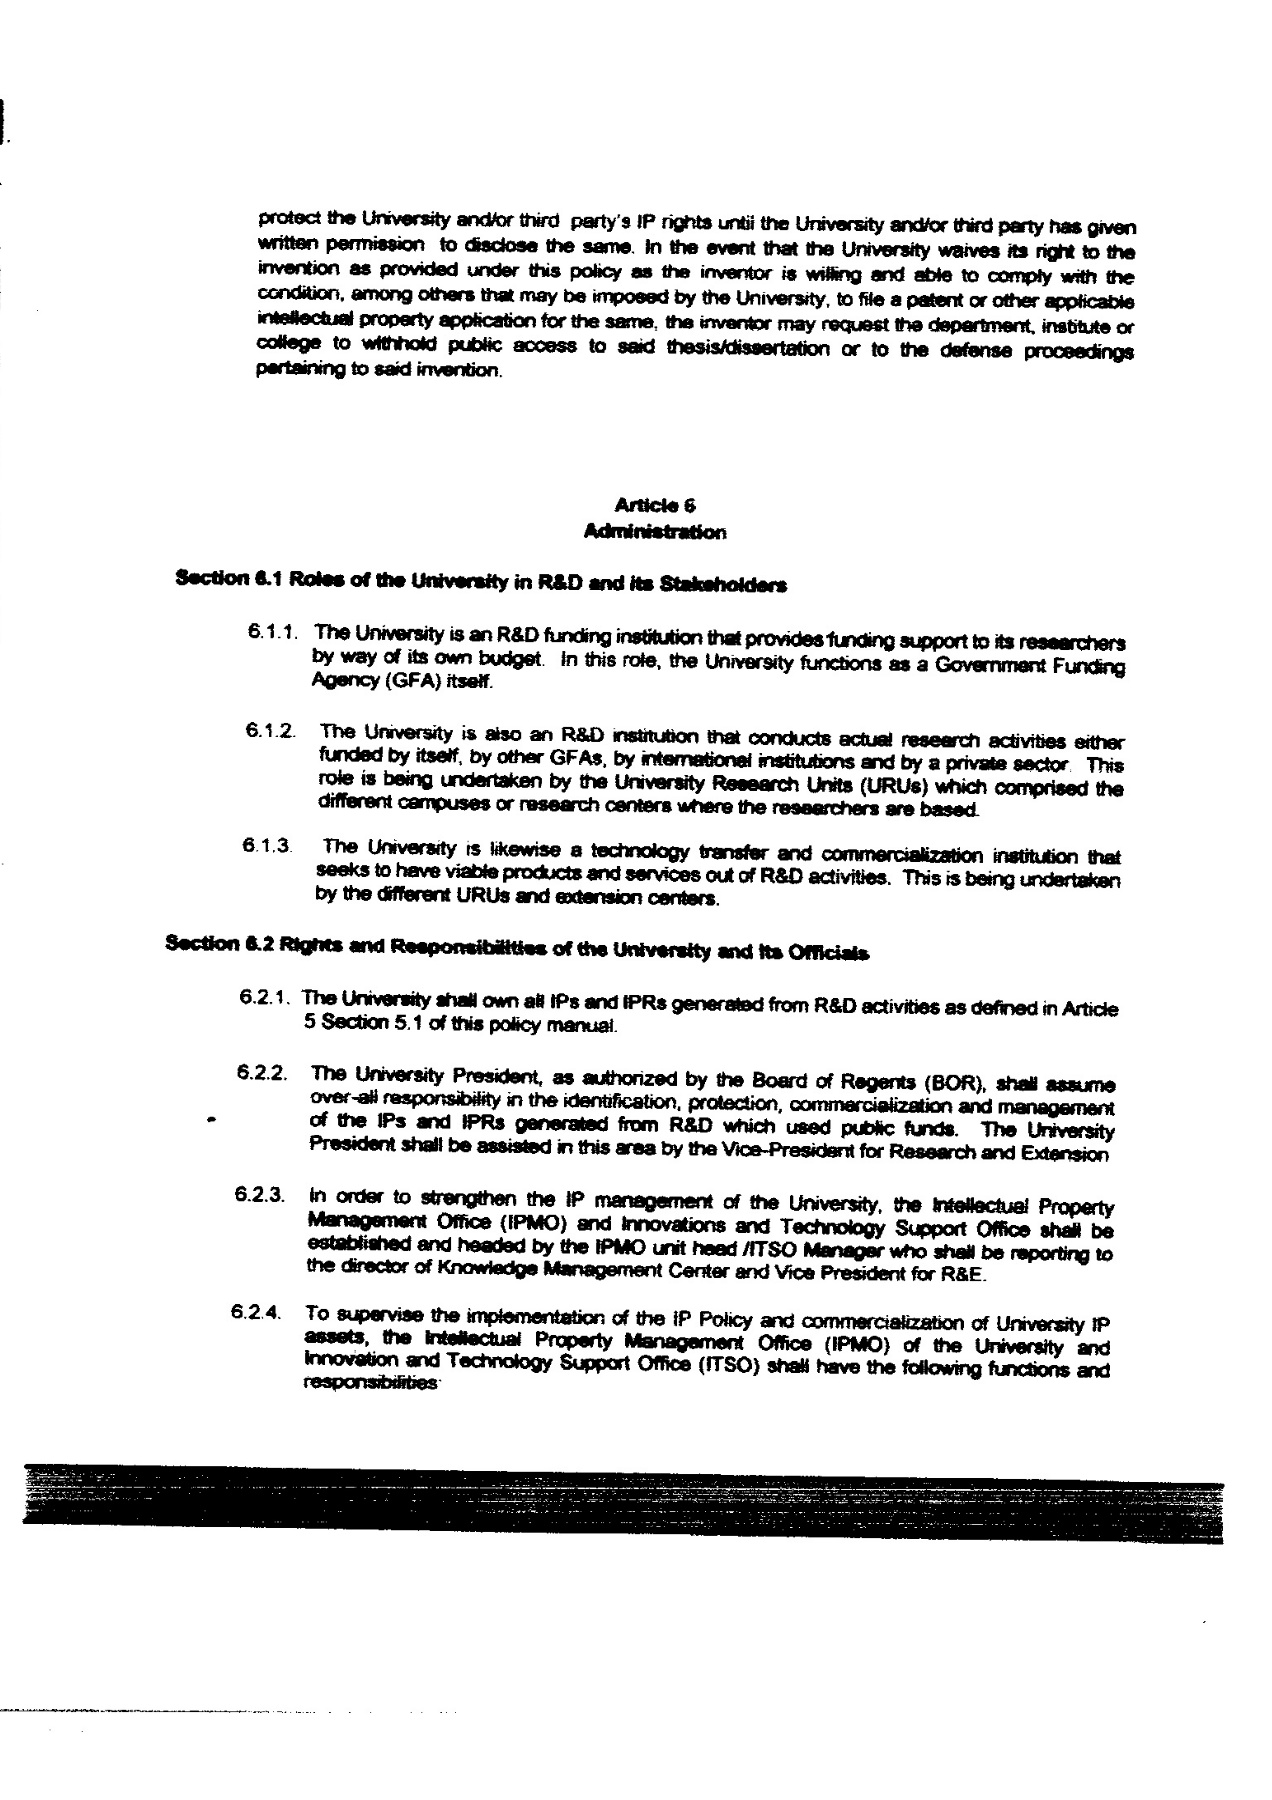 protect the University and/or third party's IP rights until the University and/or third party has given
written permission to disclose the same. In the event that the University waives its right to the
invention as provided under this policy as the inventor is willing and able to comply with the
condition, among others that may be imposed by the University, to file a patent or other applicable
intellectual property application for the same, the inventor may request the department, institute or
college to withhold public access to said thesis/dissertation or to the defense proceedings
pertaining to said invention.
Article 6
Administration
Section 6.1 Roles of the University in R&D and its Stakeholders
6.1.1. The University is an R&D funding institution that provides funding support to its researchers
by way of its own budget. In this role, the University functions as a Government Funding
Agency (GFA) itself.
6.1.2. The University is also an R&D institution that conducts actual research activities either
funded by itself, by other GFAs, by international institutions and by a private sector. This
role is being undertaken by the University Research Units (URUs) which comprised the
different campuses or research centers where the researchers are based.
6.1.3. The University is likewise a technology transfer and commercialization institution that
seeks to have viable products and services out of R&D activities. This is being undertaken
by the different URUs and extension centers.
Section 6.2 Rights and Responsibilities of the University and its Officials
6.2.1. The University shall own all IPs and IPRs generated from R&D activities as defined in Article
5 Section 5.1 of this policy manual.
6.2.2. The University President, as authorized by the Board of Regents (BOR), shall assume
over-all responsibility in the identification, protection, commercialization and management
of the IPs and IPRs generated from R&D which used public funds. The University
President shall be assisted in this area by the Vice-President for Research and Extension
6.2.3. In order to strengthen the IP management of the University, the Intellectual Property
Management Office (IPMO) and Innovations and Technology Support Office shall be
established and headed by the IPMO unit head /ITSO Manager who shall be reporting to
the director of Knowledge Management Center and Vice President for R&E.
6.2.4. To supervise the implementation of the IP Policy and commercialization of University IP
assets, the Intellectual Property Management Office (IPMO) of the University and
Innovation and Technology Support Office (ITSO) shall have the following functions and
responsibilities: